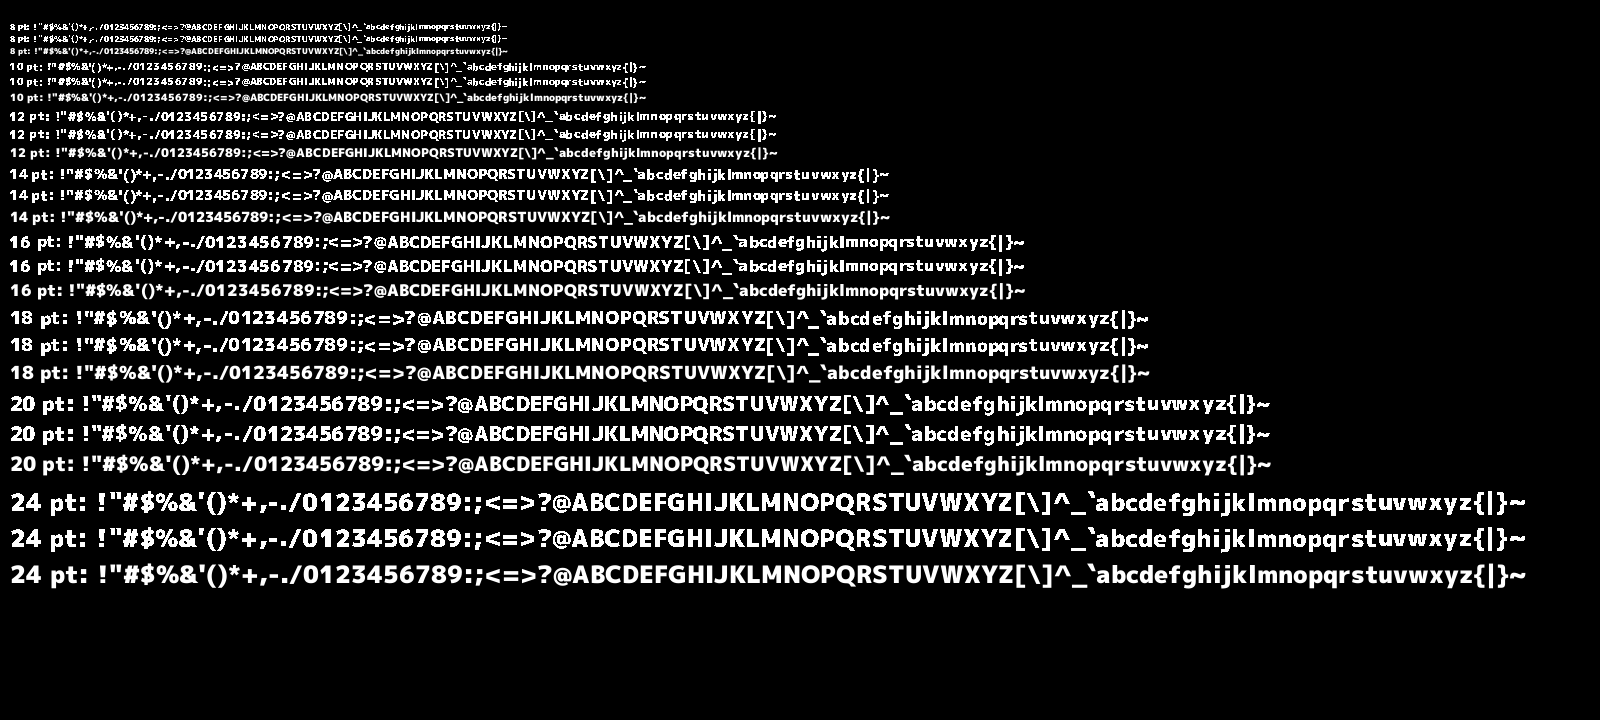 8 pt: !"#$%&'()*+,-./0123456789:;<=>?@ABCDEFGHIJKLMNOPQRSTUVWXYZ[\]^_`abcdefghijklmnopqrstuvwxyz{|}~
8 pt: !"#$%&'()*+,-./0123456789:;<=>?@ABCDEFGHIJKLMNOPQRSTUVWXYZ[\]^_`abcdefghijklmnopqrstuvwxyz{|}~
8 pt: !"#$%&'()*+,-./0123456789:;<=>?@ABCDEFGHIJKLMNOPQRSTUVWXYZ[\]^_`abcdefghijklmnopqrstuvwxyz{|}~
10 pt: !"#$%&'()*+,-./0123456789:;<=>?@ABCDEFGHIJKLMNOPQRSTUVWXYZ[\]^_`abcdefghijklmnopqrstuvwxyz{|}~
10 pt: !"#$%&'()*+,-./0123456789:;<=>?@ABCDEFGHIJKLMNOPQRSTUVWXYZ[\]^_`abcdefghijklmnopqrstuvwxyz{|}~
10 pt: !"#$%&'()*+,-./0123456789:;<=>?@ABCDEFGHIJKLMNOPQRSTUVWXYZ[\]^_`abcdefghijklmnopqrstuvwxyz{|}~
12 pt: !"#$%&'()*+,-./0123456789:;<=>?@ABCDEFGHIJKLMNOPQRSTUVWXYZ[\]^_`abcdefghijklmnopqrstuvwxyz{|}~
12 pt: !"#$%&'()*+,-./0123456789:;<=>?@ABCDEFGHIJKLMNOPQRSTUVWXYZ[\]^_`abcdefghijklmnopqrstuvwxyz{|}~
12 pt: !"#$%&'()*+,-./0123456789:;<=>?@ABCDEFGHIJKLMNOPQRSTUVWXYZ[\]^_`abcdefghijklmnopqrstuvwxyz{|}~
14 pt: !"#$%&'()*+,-./0123456789:;<=>?@ABCDEFGHIJKLMNOPQRSTUVWXYZ[\]^_`abcdefghijklmnopqrstuvwxyz{|}~
14 pt: !"#$%&'()*+,-./0123456789:;<=>?@ABCDEFGHIJKLMNOPQRSTUVWXYZ[\]^_`abcdefghijklmnopqrstuvwxyz{|}~
14 pt: !"#$%&'()*+,-./0123456789:;<=>?@ABCDEFGHIJKLMNOPQRSTUVWXYZ[\]^_`abcdefghijklmnopqrstuvwxyz{|}~
16 pt: !"#$%&'()*+,-./0123456789:;<=>?@ABCDEFGHIJKLMNOPQRSTUVWXYZ[\]^_`abcdefghijklmnopqrstuvwxyz{|}~
16 pt: !"#$%&'()*+,-./0123456789:;<=>?@ABCDEFGHIJKLMNOPQRSTUVWXYZ[\]^_`abcdefghijklmnopqrstuvwxyz{|}~
16 pt: !"#$%&'()*+,-./0123456789:;<=>?@ABCDEFGHIJKLMNOPQRSTUVWXYZ[\]^_`abcdefghijklmnopqrstuvwxyz{|}~
18 pt: !"#$%&'()*+,-./0123456789:;<=>?@ABCDEFGHIJKLMNOPQRSTUVWXYZ[\]^_`abcdefghijklmnopqrstuvwxyz{|}~
18 pt: !"#$%&'()*+,-./0123456789:;<=>?@ABCDEFGHIJKLMNOPQRSTUVWXYZ[\]^_`abcdefghijklmnopqrstuvwxyz{|}~
18 pt: !"#$%&'()*+,-./0123456789:;<=>?@ABCDEFGHIJKLMNOPQRSTUVWXYZ[\]^_`abcdefghijklmnopqrstuvwxyz{|}~
20 pt: !"#$%&'()*+,-./0123456789:;<=>?@ABCDEFGHIJKLMNOPQRSTUVWXYZ[\]^_`abcdefghijklmnopqrstuvwxyz{|}~
20 pt: !"#$%&'()*+,-./0123456789:;<=>?@ABCDEFGHIJKLMNOPQRSTUVWXYZ[\]^_`abcdefghijklmnopqrstuvwxyz{|}~
20 pt: !"#$%&'()*+,-./0123456789:;<=>?@ABCDEFGHIJKLMNOPQRSTUVWXYZ[\]^_`abcdefghijklmnopqrstuvwxyz{|}~
24 pt: !"#$%&'()*+,-./0123456789:;<=>?@ABCDEFGHIJKLMNOPQRSTUVWXYZ[\]^_`abcdefghijklmnopqrstuvwxyz{|}~
24 pt: !"#$%&'()*+,-./0123456789:;<=>?@ABCDEFGHIJKLMNOPQRSTUVWXYZ[\]^_`abcdefghijklmnopqrstuvwxyz{|}~
24 pt: !"#$%&'()*+,-./0123456789:;<=>?@ABCDEFGHIJKLMNOPQRSTUVWXYZ[\]^_`abcdefghijklmnopqrstuvwxyz{|}~